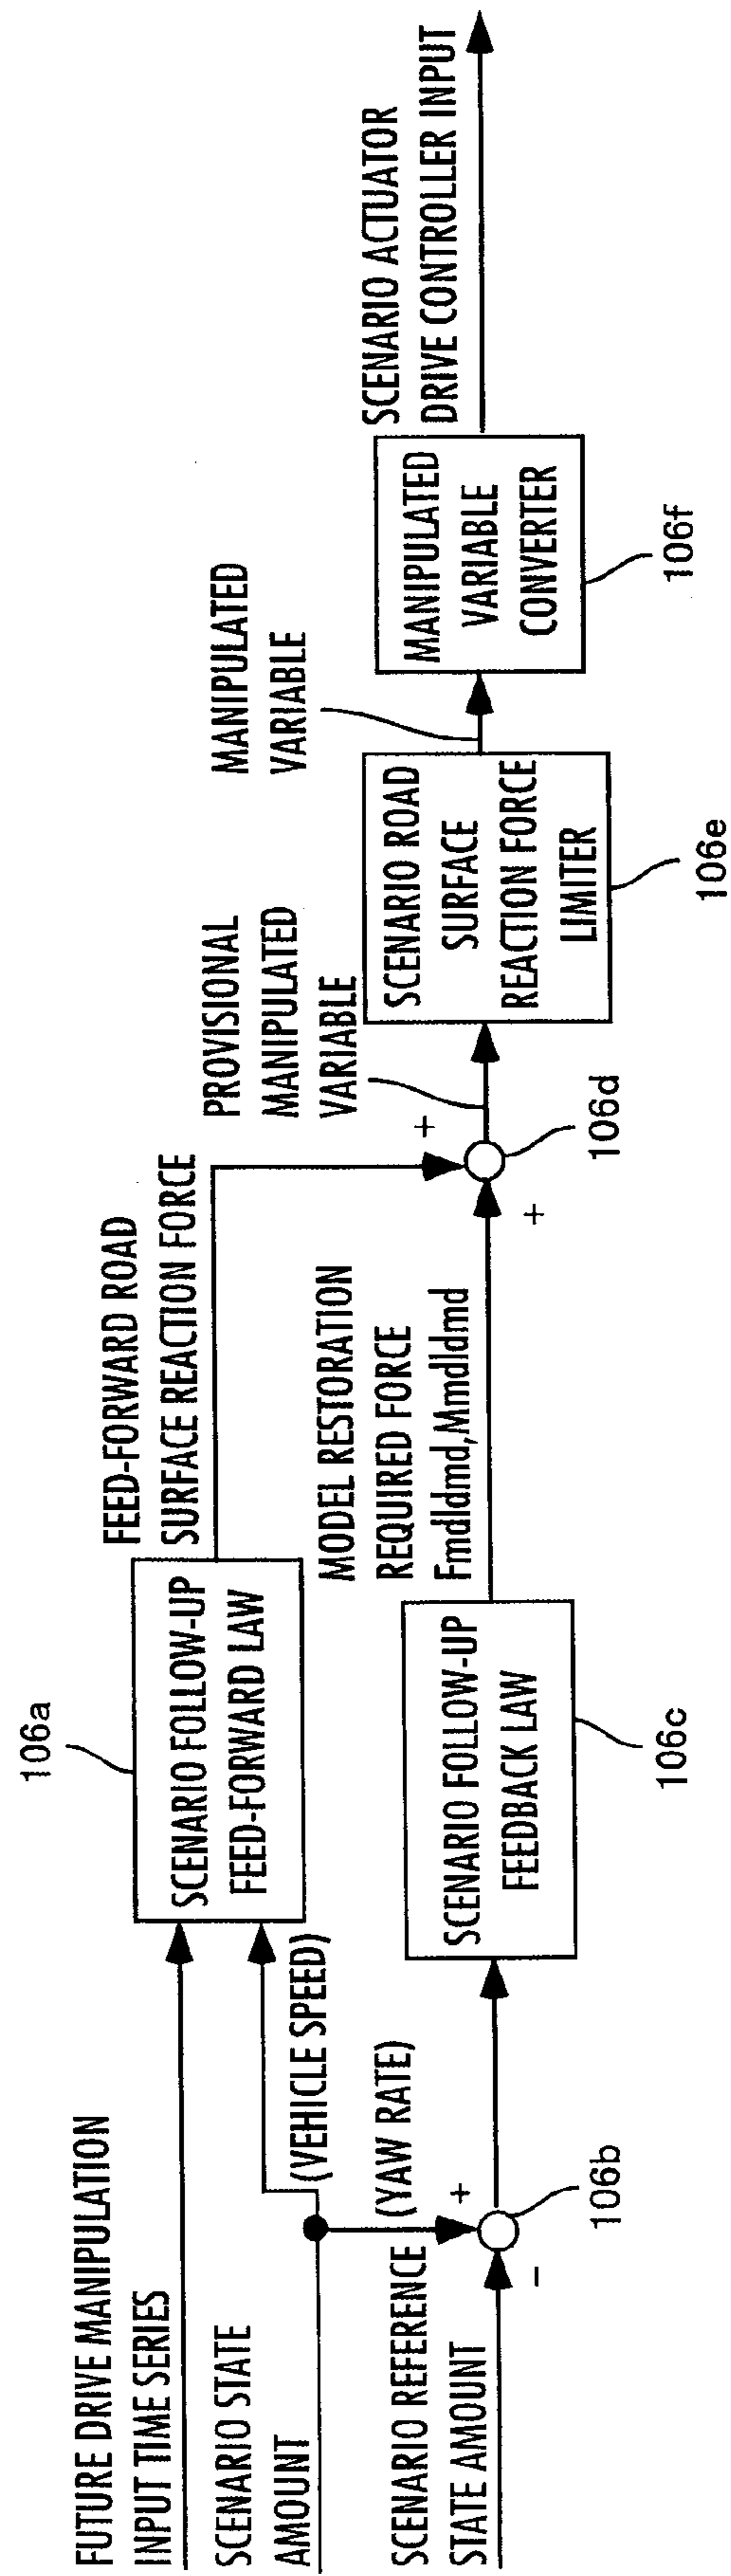 FUTURE DRIVE MANIPULATION
INPUT TIME SERIES
SCENARIO STATE
AMOUNT
SCENARIO REFERENCE
STATE AMOUNT
(VEHICLE SPEED)
(YAW RATE)
+
−
106b
106a
SCENARIO FOLLOW-UP
FEED-FORWARD LAW
SCENARIO FOLLOW-UP
FEEDBACK LAW
106c
FEED-FORWARD ROAD
SURFACE REACTION FORCE
MODEL RESTORATION
REQUIRED FORCE
Fmdldmd,Mmdldmd
+
+
106d
PROVISIONAL
MANIPULATED
VARIABLE
SCENARIO ROAD
SURFACE
REACTION FORCE
LIMITER
106e
MANIPULATED
VARIABLE
MANIPULATED
VARIABLE
CONVERTER
106f
SCENARIO ACTUATOR
DRIVE CONTROLLER INPUT